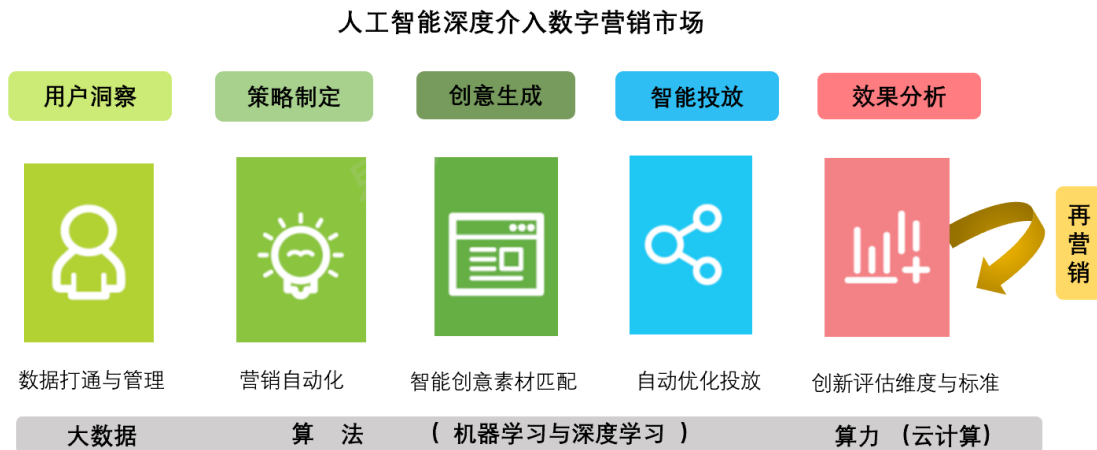 人工智能深度介入数字营销市场
用户洞察 策略制定 创意生成 智能投放 效果分析
再营销
数据打通与管理 营销自动化 智能创意素材匹配 自动优化投放 创新评估维度与标准
大数据 算 法 (机器学习与深度学习) 算力 (云计算)